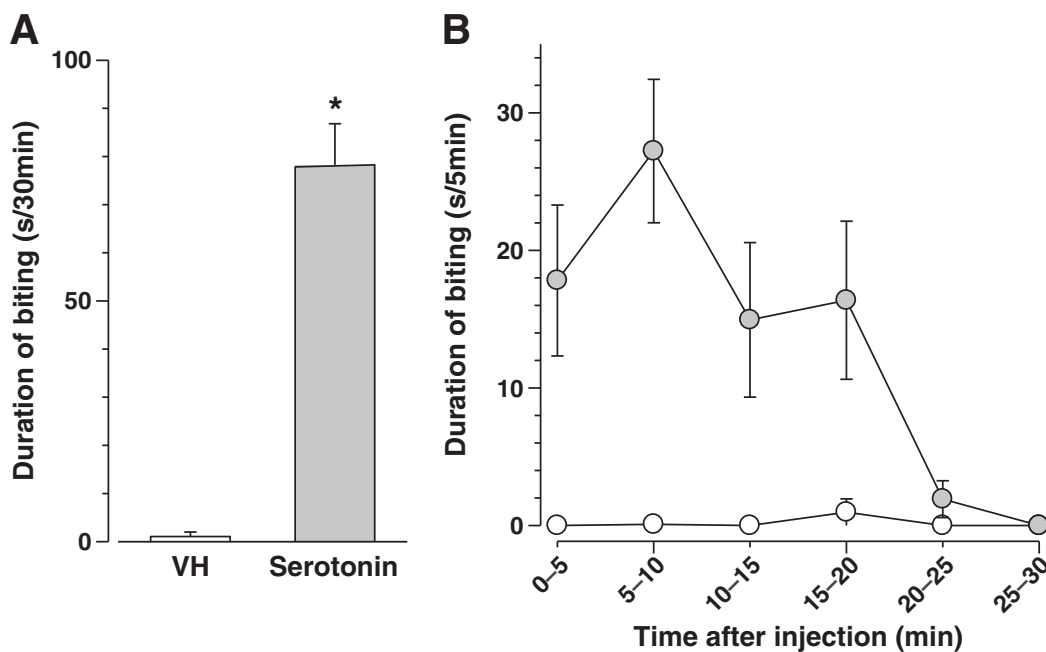 A
Duration of biting (s/30min)
100
50
0
*
VH
Serotonin
B
Duration of biting (s/5min)
30
20
10
0
0–5
5–10
10–15
15–20
20–25
25–30
Time after injection (min)